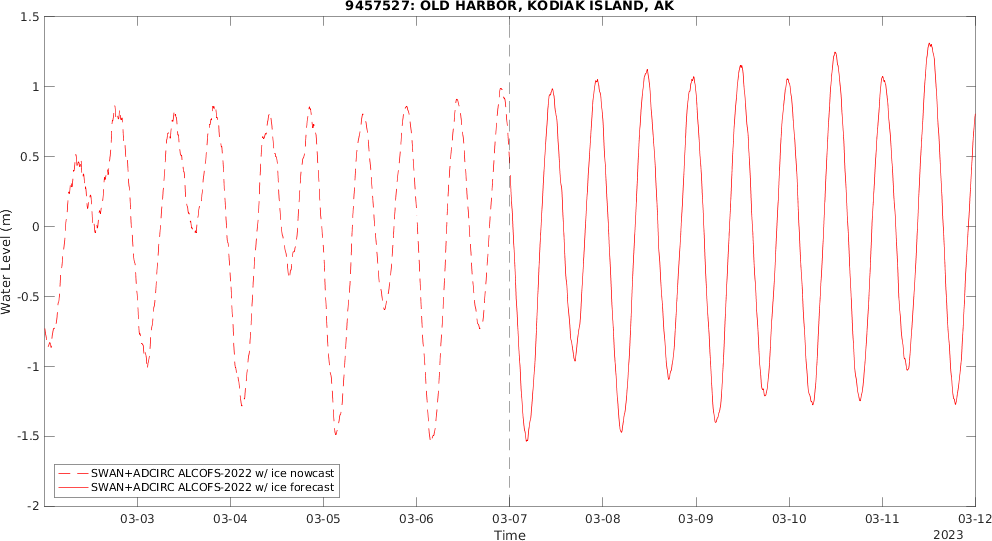 9457527: OLD HARBOR, KODIAK ISLAND, AK
1.5
1
0.5
0
-0.5
-1
-1.5
-2
Water Level (m)
SWAN+ADCIRC ALCOFS-2022 w/ ice nowcast
SWAN+ADCIRC ALCOFS-2022 w/ ice forecast
03-03 03-04 03-05 03-06 03-07 03-08 03-09 03-10 03-11 03-12
Time
2023